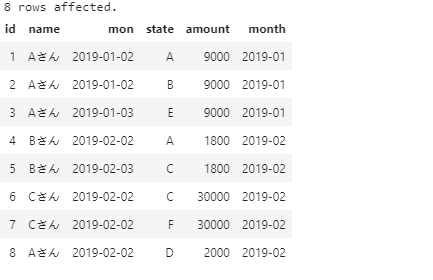 8 rows affected.
id name mon state amount month
1 Aさん 2019-01-02 A 9000 2019-01
2 Aさん 2019-01-02 B 9000 2019-01
3 Aさん 2019-01-03 E 9000 2019-01
4 Bさん 2019-02-02 A 1800 2019-02
5 Bさん 2019-02-03 C 1800 2019-02
6 Cさん 2019-02-02 C 30000 2019-02
7 Cさん 2019-02-02 F 30000 2019-02
8 Aさん 2019-02-02 D 2000 2019-02